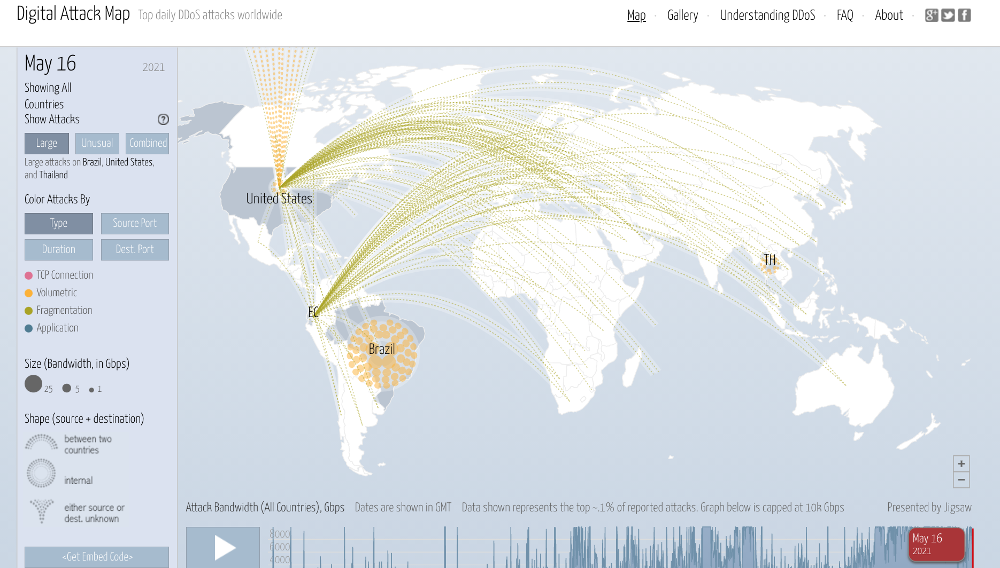 Digital Attack Map Top daily DDoS attacks worldwide
Map · Gallery · Understanding DDoS · FAQ · About ·
May 16 2021
Showing All
Countries
Show Attacks ?
Large Unusual Combined
Large attacks on Brazil, United States,
and Thailand
Color Attacks By
Type Source Port
Duration Dest. Port
TCP Connection
Volumetric
Fragmentation
Application
Size (Bandwidth, in Gbps)
25 5 1
Shape (source + destination)
between two
countries
internal
either source or
dest. unknown
<Get Embed Code>
United States
TH
EC
Brazil
+
−
Attack Bandwidth (All Countries), Gbps Dates are shown in GMT Data shown represents the top ~.1% of reported attacks. Graph below is capped at 10k Gbps Presented by Jigsaw
8000
6000
4000
May 16
2021